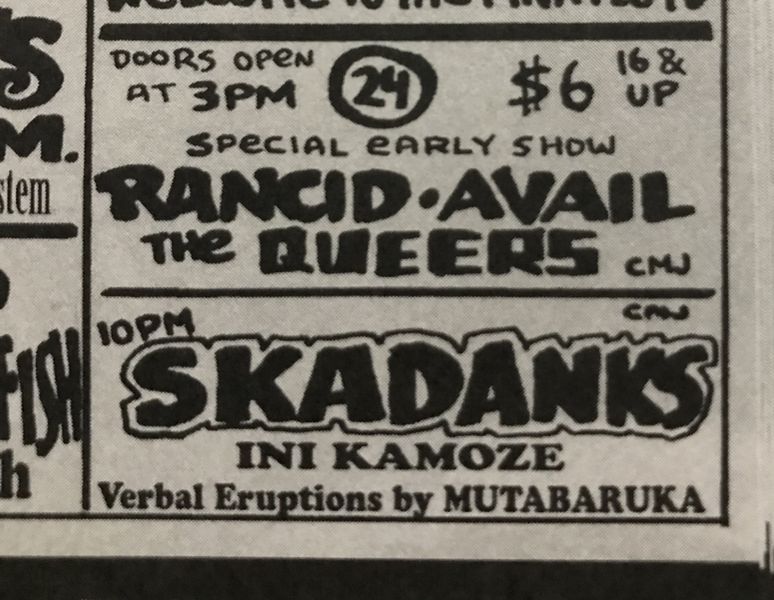 DOORS OPEN
AT 3PM
24
$6
16 &
UP
SPECIAL EARLY SHOW
RANCID • AVAIL
THE QUEERS CMJ
CMJ
10PM
SKADANKS
INI KAMOZE
Verbal Eruptions by MUTABARUKA
S
M.
stem
FISH
h